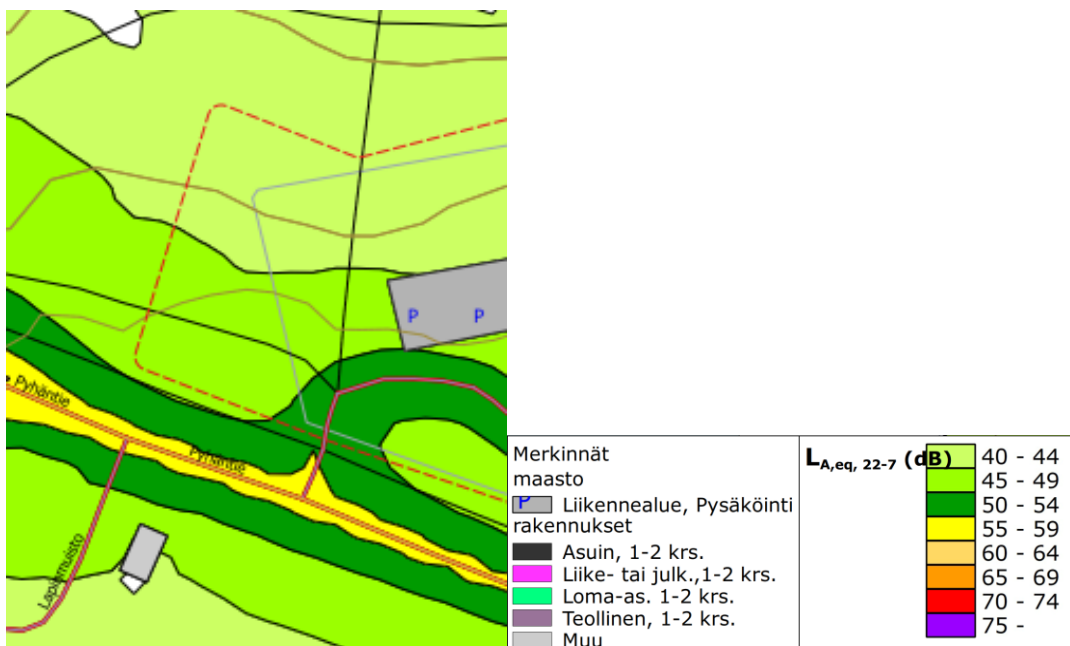 P P
Pyhäntie
Pyhäntie
Lapiomuisto
Merkinnät
maasto
P Liikennealue, Pysäköinti
rakennukset
Asuin, 1-2 krs.
Liike- tai julk.,1-2 krs.
Loma-as. 1-2 krs.
Teollinen, 1-2 krs.
Muu
LA,eq, 22-7 (dB)
40 - 44
45 - 49
50 - 54
55 - 59
60 - 64
65 - 69
70 - 74
75 -